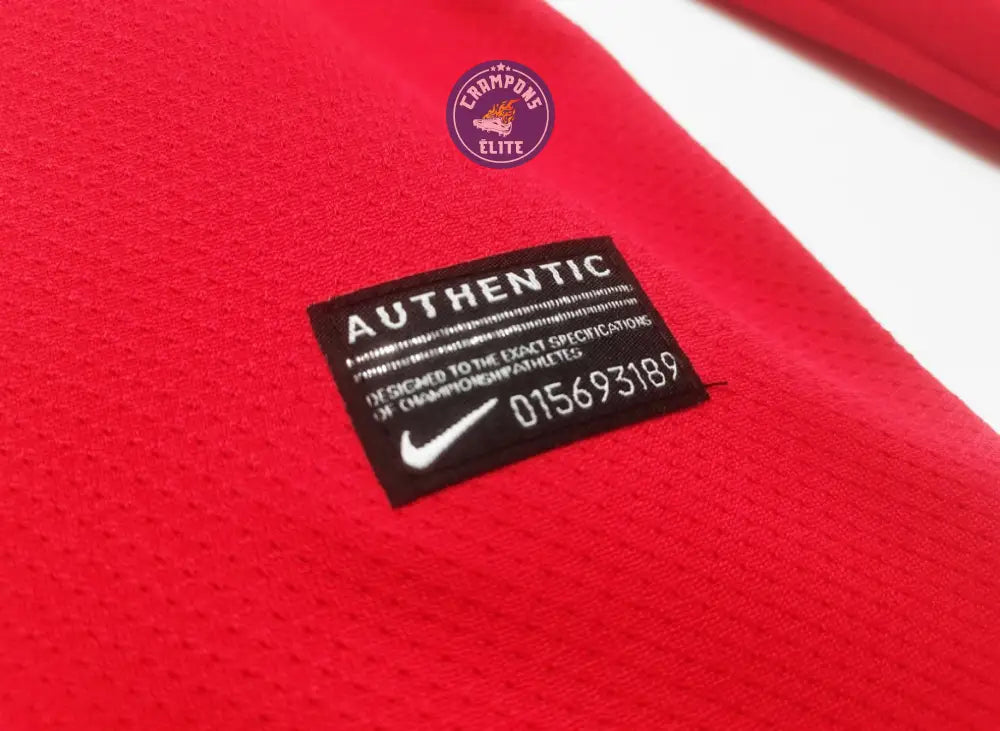 CRAMPONS
ÉLITE
AUTHENTIC
DESIGNED TO THE EXACT SPECIFICATIONS
OF CHAMPIONSHIP ATHLETES
015693189